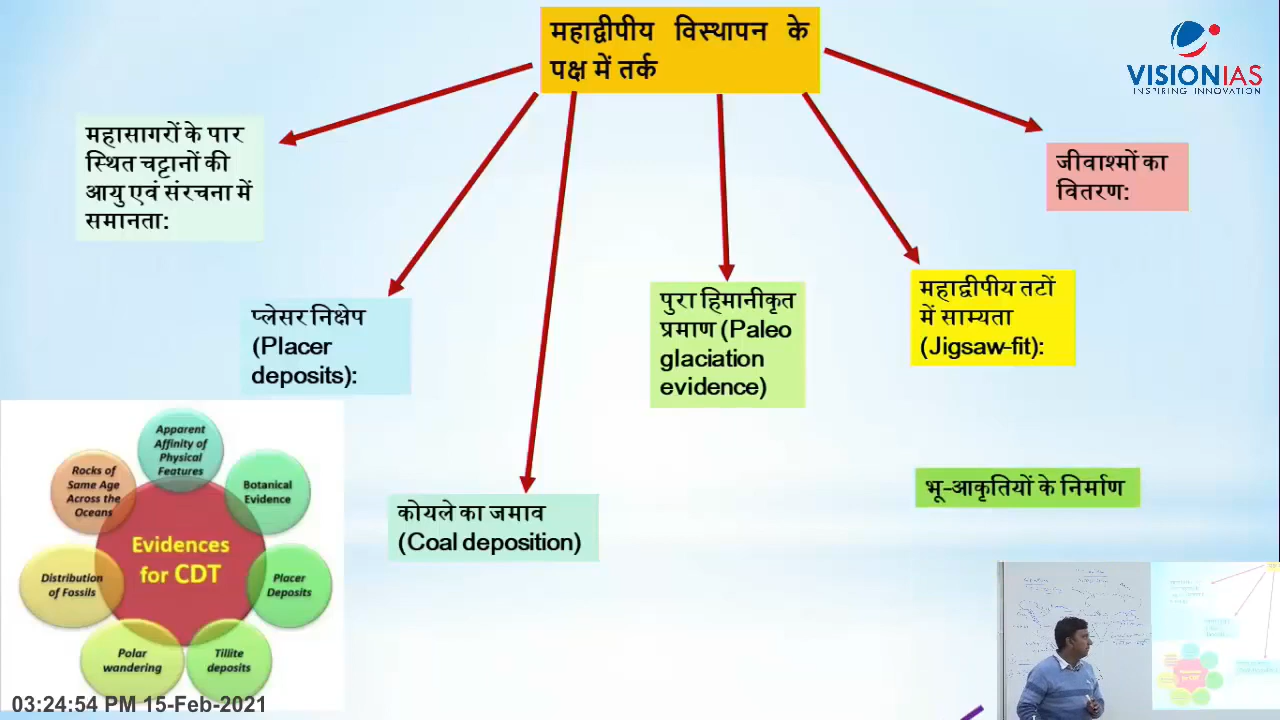 महाद्वीपीय विस्थापन के
पक्ष में तर्क
VISIONIAS
INSPIRING INNOVATION
महासागरों के पार
स्थित चट्टानों की
आयु एवं संरचना में
समानता:
जीवाश्मों का
वितरण:
प्लेसर निक्षेप
(Placer
deposits):
पुरा हिमानीकृत
प्रमाण (Paleo
glaciation
evidence)
महाद्वीपीय तटों
में साम्यता
(Jigsaw-fit):
कोयले का जमाव
(Coal deposition)
भू-आकृतियों के निर्माण
Apparent
Affinity of
Physical
Features
Rocks of
Same Age
Across the
Oceans
Botanical
Evidence
Evidences
for CDT
Distribution
of Fossils
Placer
Deposits
Polar
wandering
Tillite
deposits
03:24:54 PM 15-Feb-2021